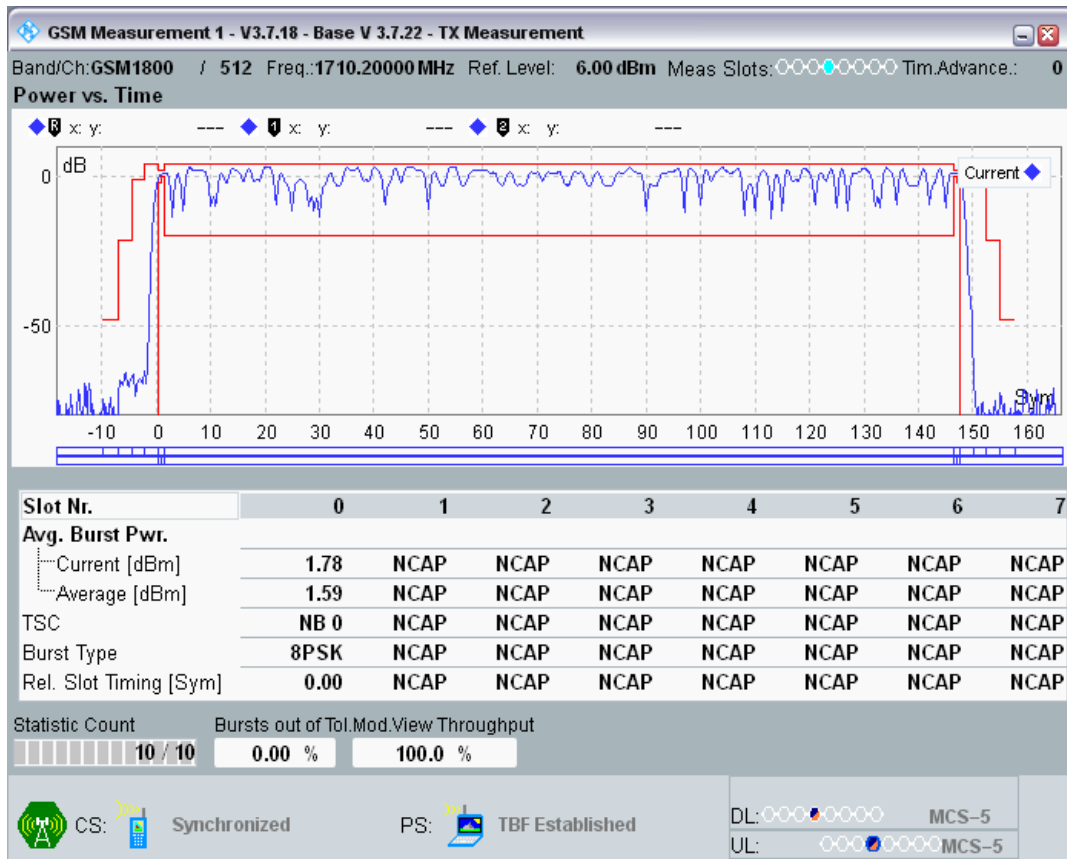 GSM Measurement 1 - V3.7.18 - Base V 3.7.22 - TX Measurement
Band/Ch:GSM1800 / 512 Freq.:1710.20000 MHz Ref. Level: 6.00 dBm Meas Slots: Tim.Advance.: 0
Power vs. Time
R x: y: --- 1 x: y: --- 2 x: y: ---
dB
Current
0
-50
Sym
-10 0 10 20 30 40 50 60 70 80 90 100 110 120 130 140 150 160
Slot Nr. 0 1 2 3 4 5 6 7
Avg. Burst Pwr.
Current [dBm] 1.78 NCAP NCAP NCAP NCAP NCAP NCAP NCAP
Average [dBm] 1.59 NCAP NCAP NCAP NCAP NCAP NCAP NCAP
TSC NB 0 NCAP NCAP NCAP NCAP NCAP NCAP NCAP
Burst Type 8PSK NCAP NCAP NCAP NCAP NCAP NCAP NCAP
Rel. Slot Timing [Sym] 0.00 NCAP NCAP NCAP NCAP NCAP NCAP NCAP
Statistic Count Bursts out of Tol.Mod.View Throughput
10 / 10 0.00 % 100.0 %
CS: Synchronized PS: TBF Established
DL: MCS-5
UL: MCS-5